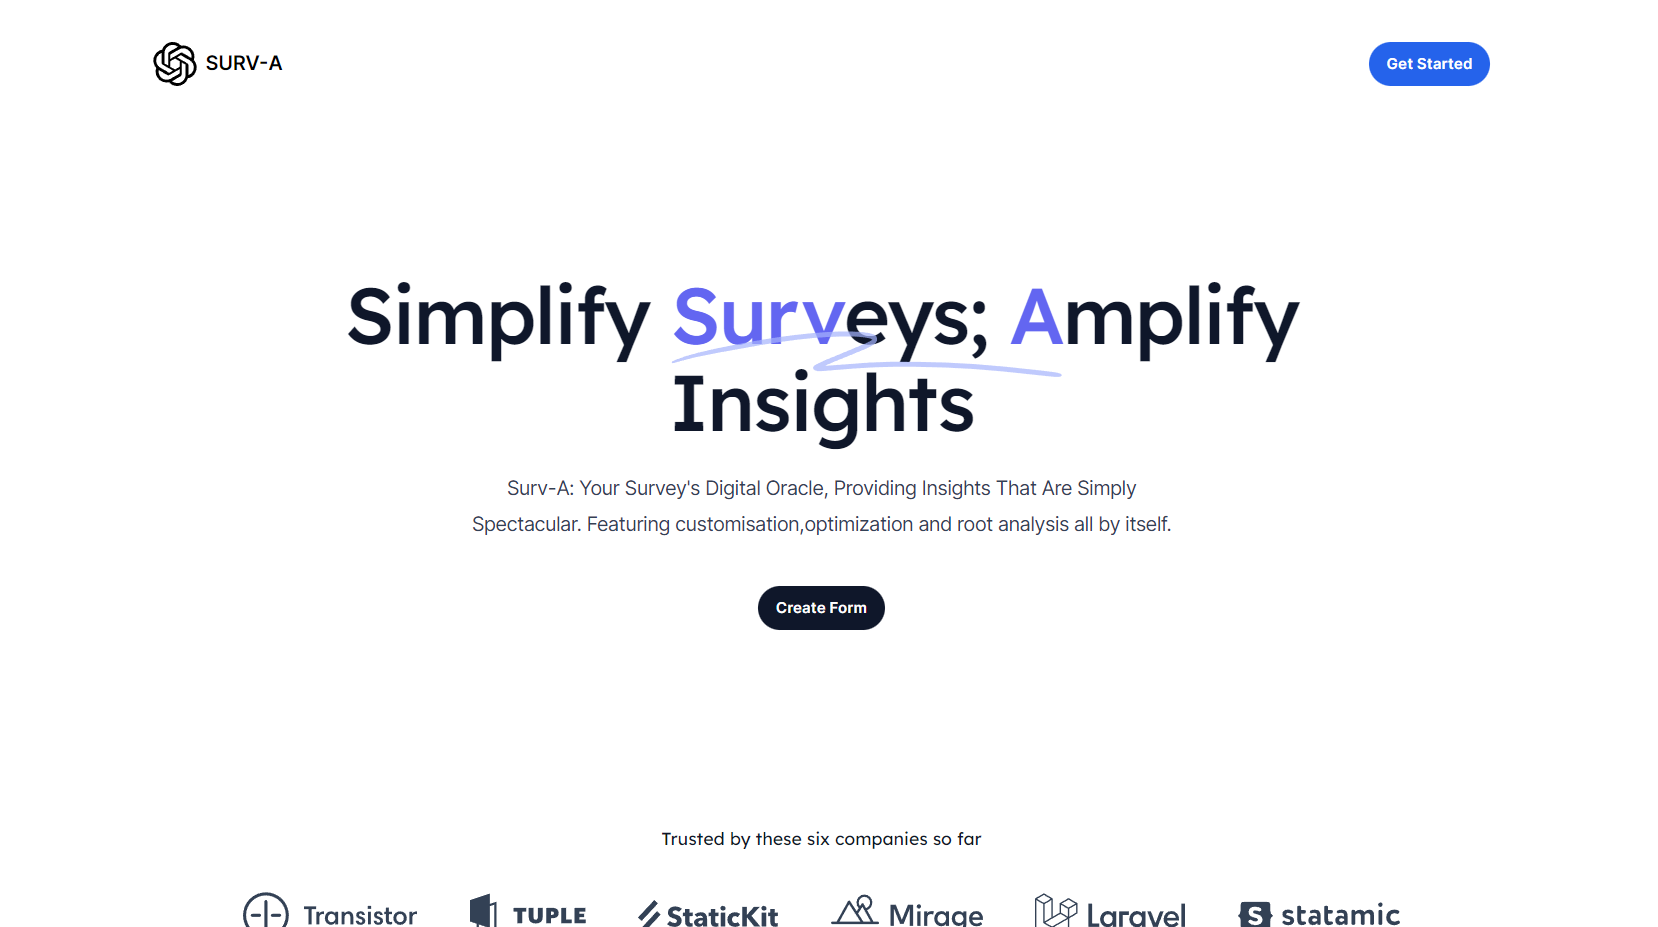 SURV-A
Get Started
Simplify Surveys; Amplify
Insights
Surv-A: Your Survey's Digital Oracle, Providing Insights That Are Simply
Spectacular. Featuring customisation,optimization and root analysis all by itself.
Create Form
Trusted by these six companies so far
Transistor TUPLE StaticKit Mirage Laravel S statamic